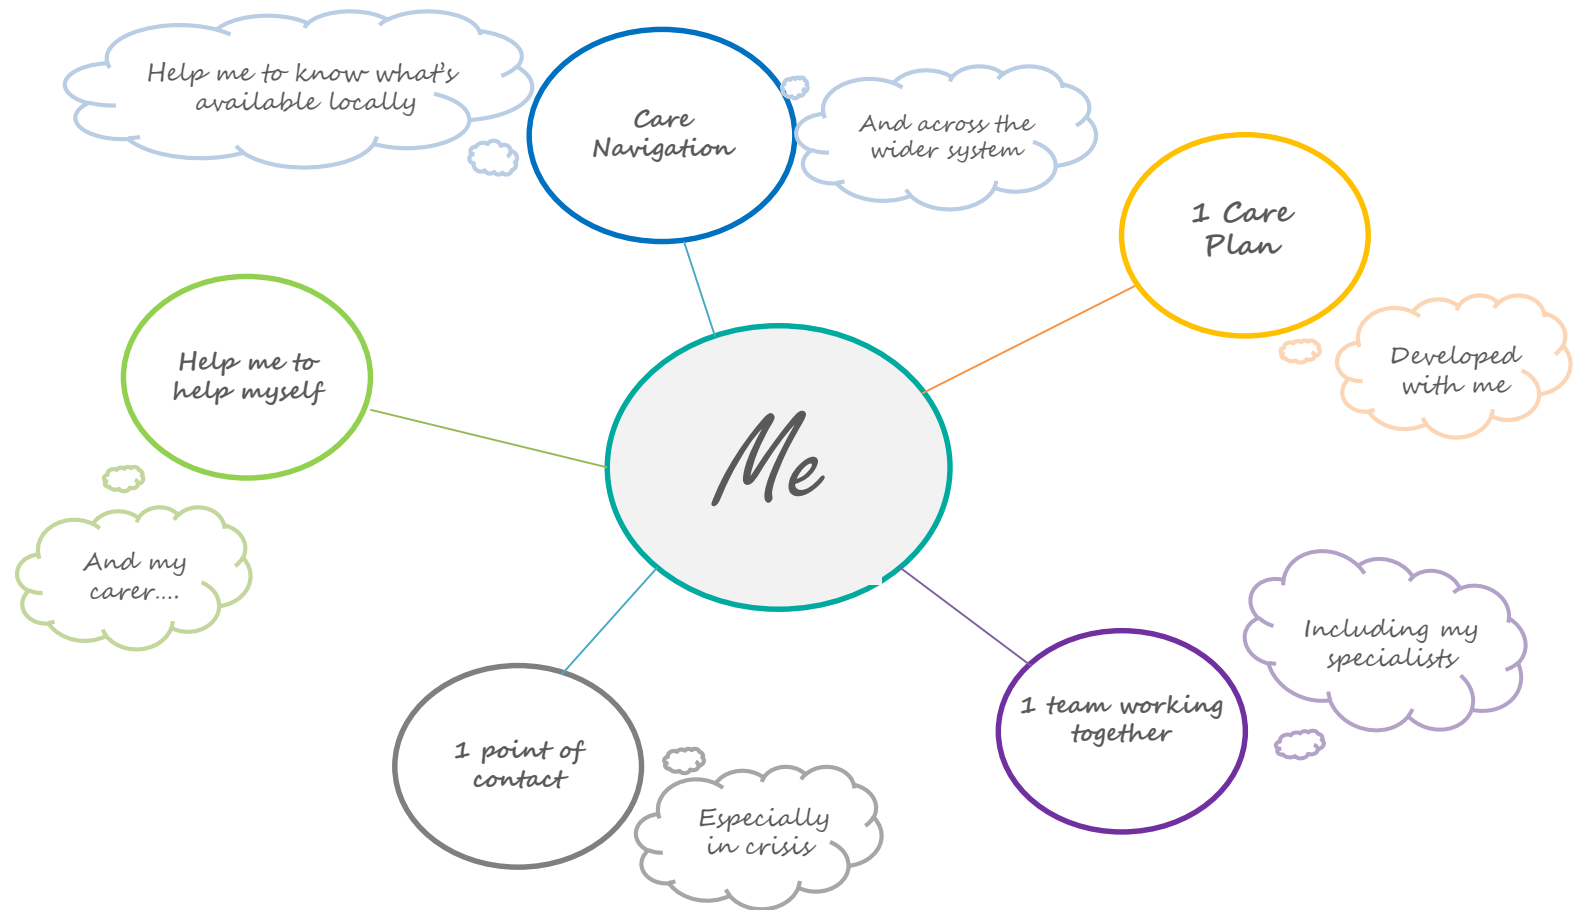 Help me to know what's
available locally
Care
Navigation
And across the
wider system
1 Care
Plan
Developed
with me
Help me to
help myself
And my
carer....
Me
1 point of
contact
Especially
in crisis
1 team working
together
Including my
specialists